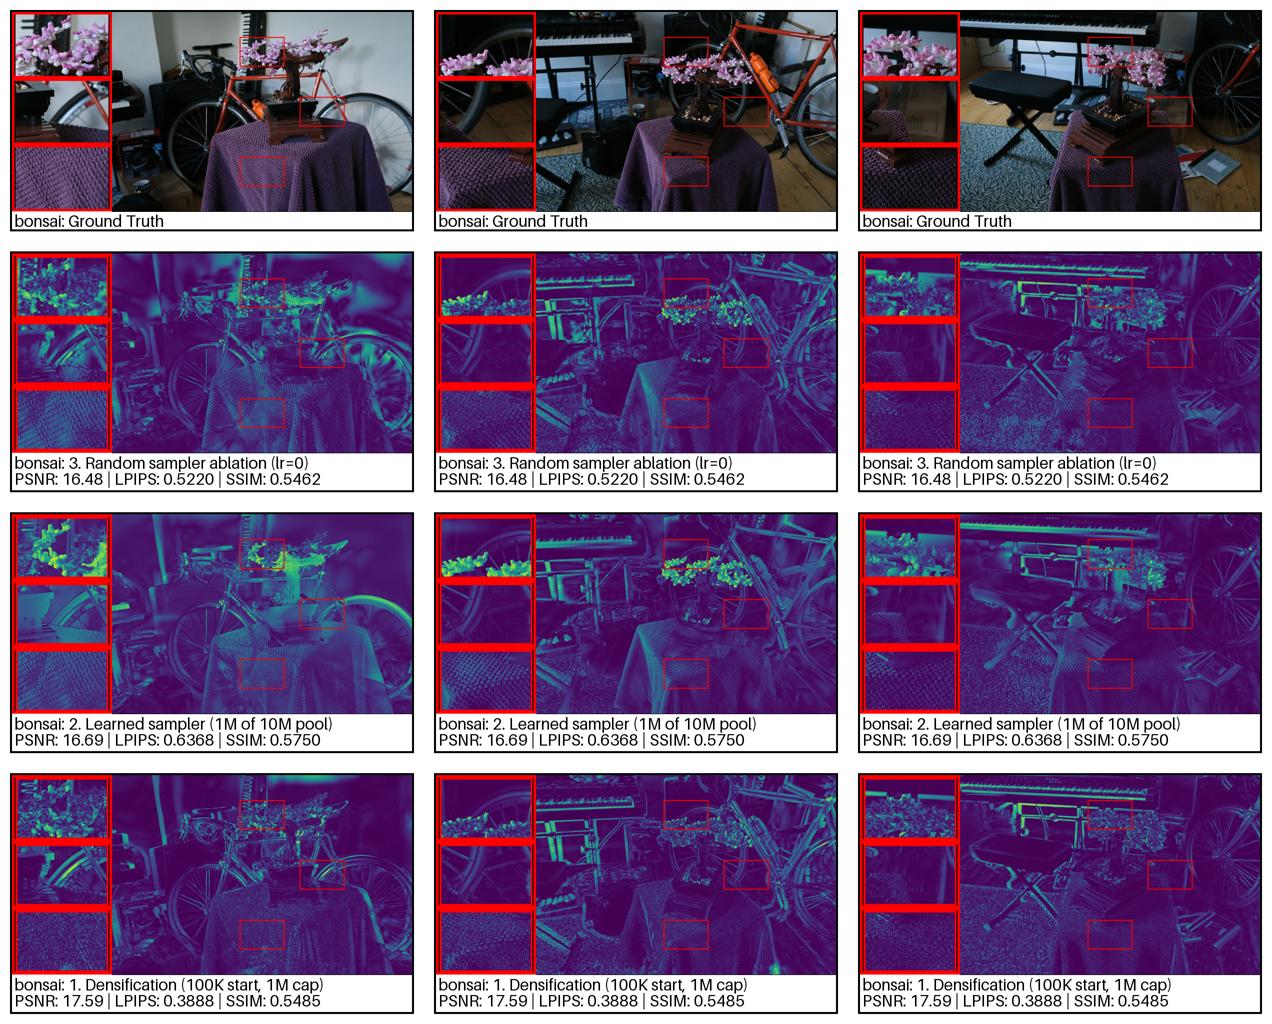 bonsai: Ground Truth
bonsai: Ground Truth
bonsai: Ground Truth
bonsai: 3. Random sampler ablation (lr=0)
PSNR: 16.48 | LPIPS: 0.5220 | SSIM: 0.5462
bonsai: 3. Random sampler ablation (lr=0)
PSNR: 16.48 | LPIPS: 0.5220 | SSIM: 0.5462
bonsai: 3. Random sampler ablation (lr=0)
PSNR: 16.48 | LPIPS: 0.5220 | SSIM: 0.5462
bonsai: 2. Learned sampler (1M of 10M pool)
PSNR: 16.69 | LPIPS: 0.6368 | SSIM: 0.5750
bonsai: 2. Learned sampler (1M of 10M pool)
PSNR: 16.69 | LPIPS: 0.6368 | SSIM: 0.5750
bonsai: 2. Learned sampler (1M of 10M pool)
PSNR: 16.69 | LPIPS: 0.6368 | SSIM: 0.5750
bonsai: 1. Densification (100K start, 1M cap)
PSNR: 17.59 | LPIPS: 0.3888 | SSIM: 0.5485
bonsai: 1. Densification (100K start, 1M cap)
PSNR: 17.59 | LPIPS: 0.3888 | SSIM: 0.5485
bonsai: 1. Densification (100K start, 1M cap)
PSNR: 17.59 | LPIPS: 0.3888 | SSIM: 0.5485